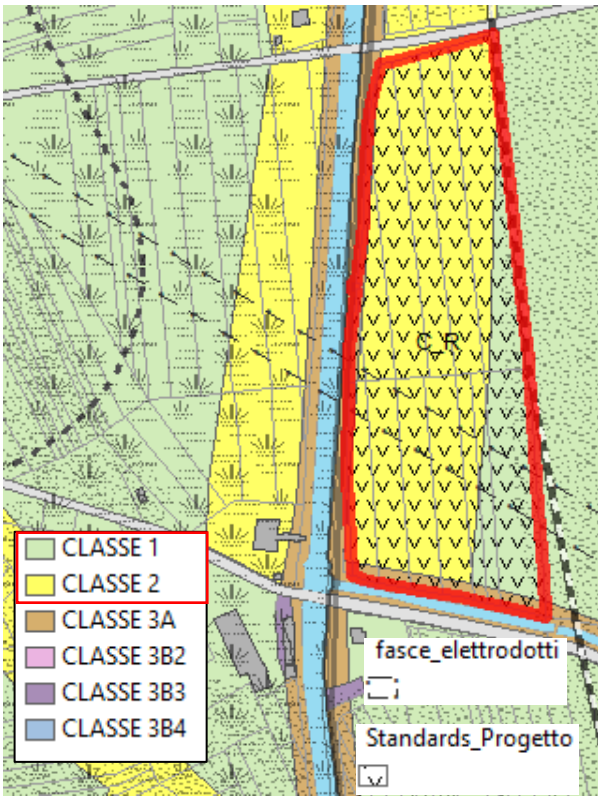 C_R
CLASSE 1
CLASSE 2
CLASSE 3A
CLASSE 3B2
CLASSE 3B3
CLASSE 3B4
fasce_elettrodotti
Standards_Progetto